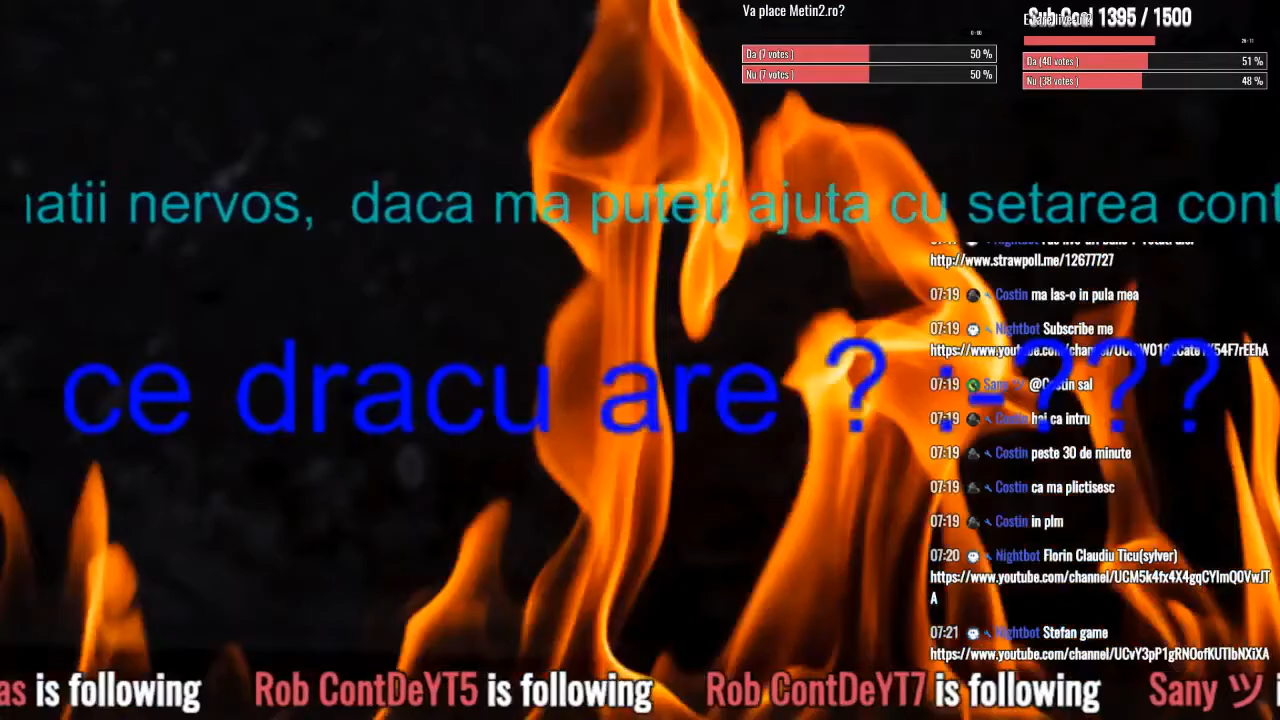 Va place Metin2.ro?
Da (7 votes ) 50 %
Nu (7 votes ) 50 %
Sub Goal 1395 / 1500
Da (40 votes ) 51 %
Nu (38 votes ) 48 %
nervos, daca ma puteti ajuta cu setarea
ce dracu are ? :-???
http://www.strawpoll.me/12677727
07:19 Costin ma las-o in pula mea
07:19 Nightbot Subscribe me
07:19 Sany ツ @Costin sal
07:19 Costin hai ca intru
07:19 Costin peste 30 de minute
07:19 Costin ca ma plictisesc
07:19 Costin in plm
07:20 Nightbot Florin Claudiu Ticu(sylver)
https://www.youtube.com/channel/UCM5k4fx4X4gqCYlmQ0VwJT
A
07:21 Nightbot Stefan game
https://www.youtube.com/channel/UCvY3pP1gRNOofKUTlbNXiXA
is following Rob ContDeYT5 is following Rob ContDeYT7 is following Sany ツ